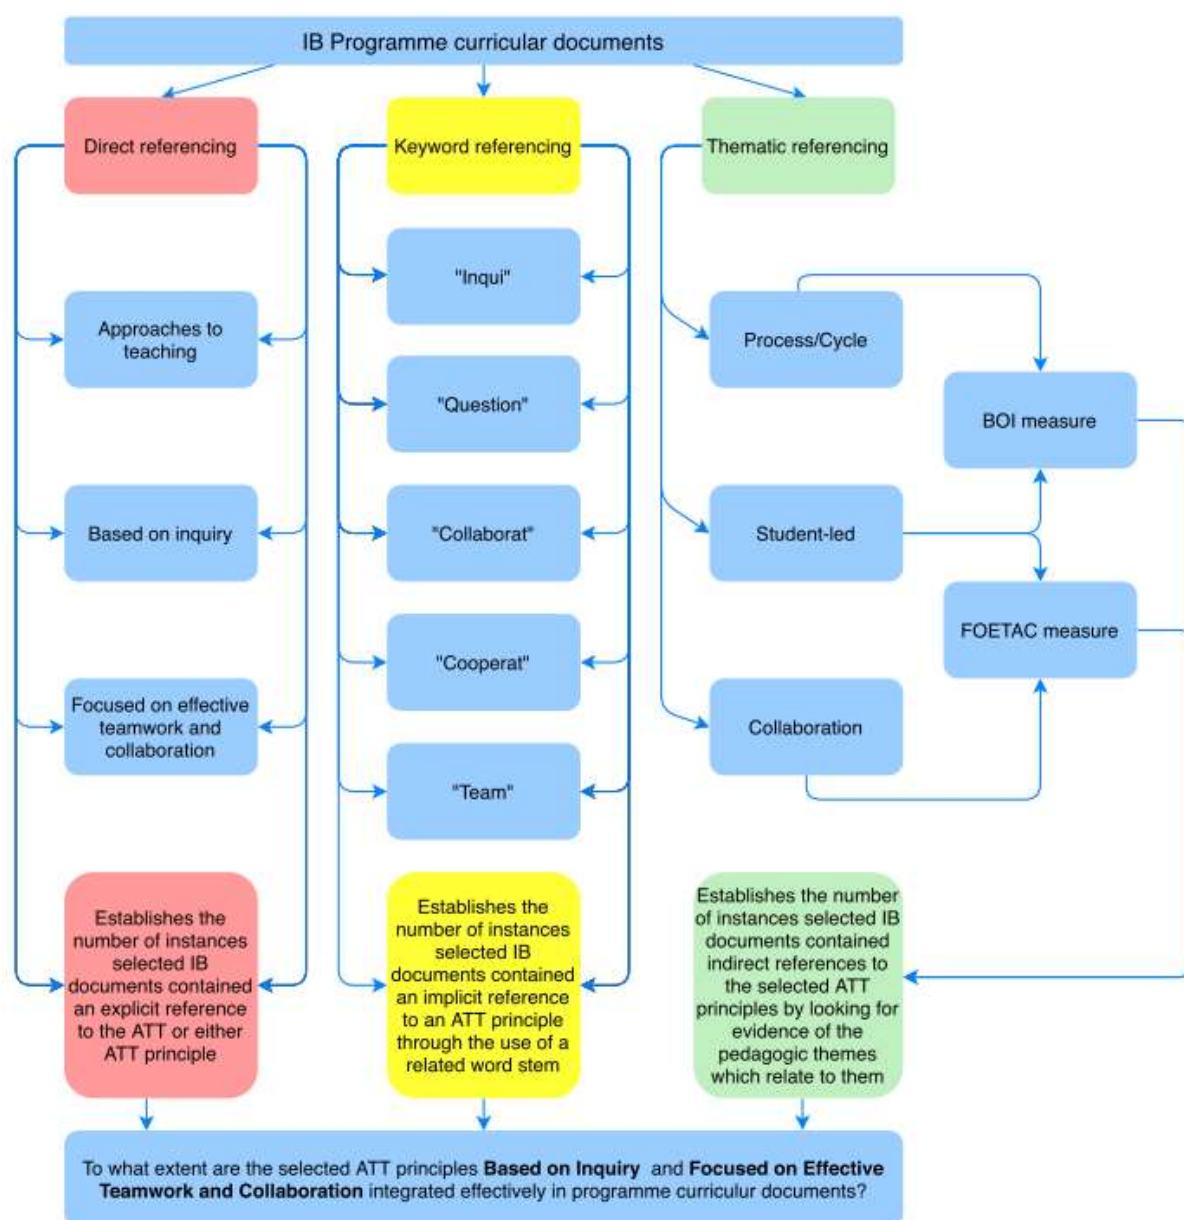 IB Programme curricular documents
Direct referencing
Keyword referencing
Thematic referencing
"Inqui"
Approaches to
teaching
Process/Cycle
"Question"
BOI measure
Based on inquiry
"Collaborat"
Student-led
FOETAC measure
"Cooperat"
Focused on effective
teamwork and
collaboration
Collaboration
"Team"
Establishes the
number of instances
selected IB
documents contained
an explicit reference
to the ATT or either
ATT principle
Establishes the
number of instances
selected IB
documents contained
an implicit reference
to an ATT principle
through the use of a
related word stem
Establishes the number
of instances selected IB
documents contained
indirect references to
the selected ATT
principles by looking for
evidence of the
pedagogic themes
which relate to them
To what extent are the selected ATT principles Based on Inquiry and Focused on Effective
Teamwork and Collaboration integrated effectively in programme curriculur documents?